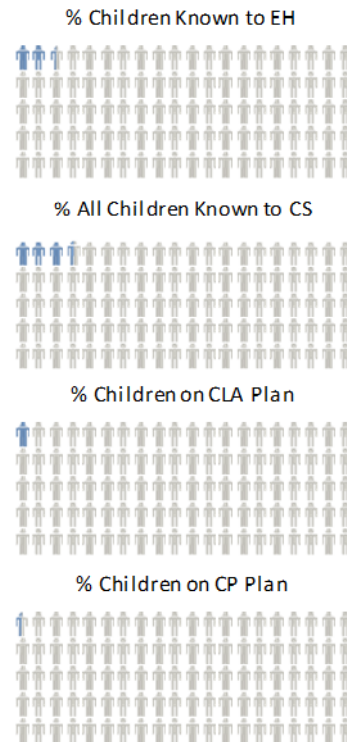 % Children Known to EH
% All Children Known to CS
% Children on CLA Plan
% Children on CP Plan